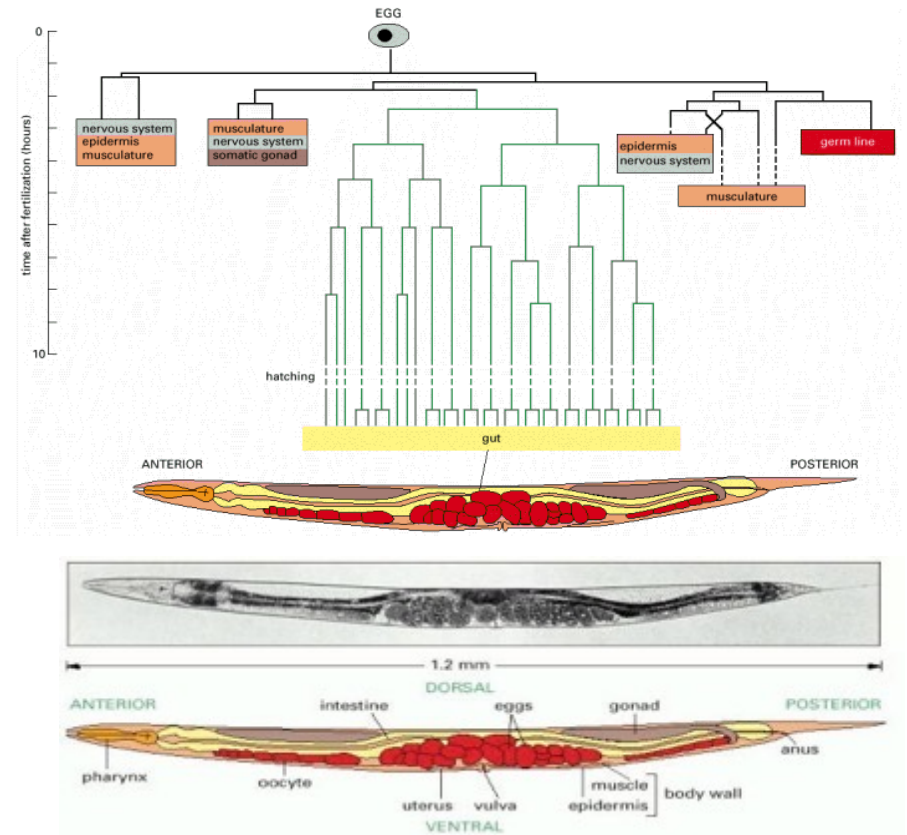 EGG
0
time after fertilization (hours)
nervous system
epidermis
musculature
musculature
nervous system
somatic gonad
epidermis
nervous system
germ line
musculature
10
hatching
gut
ANTERIOR
POSTERIOR
1.2 mm
DORSAL
ANTERIOR
intestine
eggs
gonad
POSTERIOR
anus
pharynx
oocyte
muscle
body wall
uterus
vulva
epidermis
VENTRAL